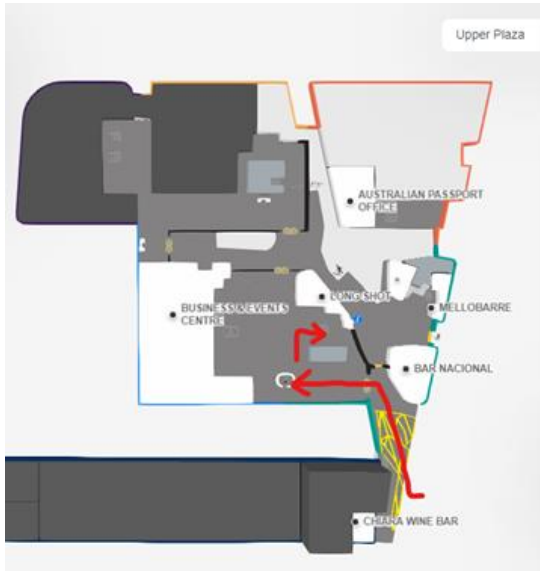 Upper Plaza
AUSTRALIAN PASSPORT
OFFICE
LONG SHOT
BUSINESS & EVENTS
CENTRE
MELLOBARRE
BAR NACIONAL
CHIARA WINE BAR